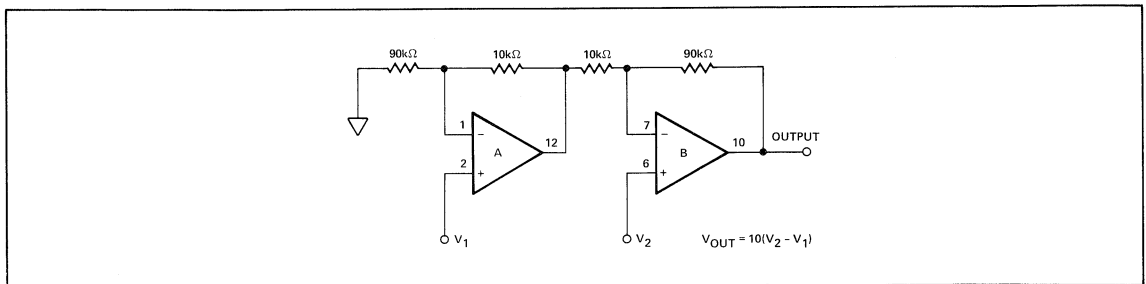 90kΩ 10kΩ 10kΩ 90kΩ
1 − 12 7 − 10 OUTPUT
A B
2 + 6 +
V1 V2 VOUT = 10(V2 − V1)